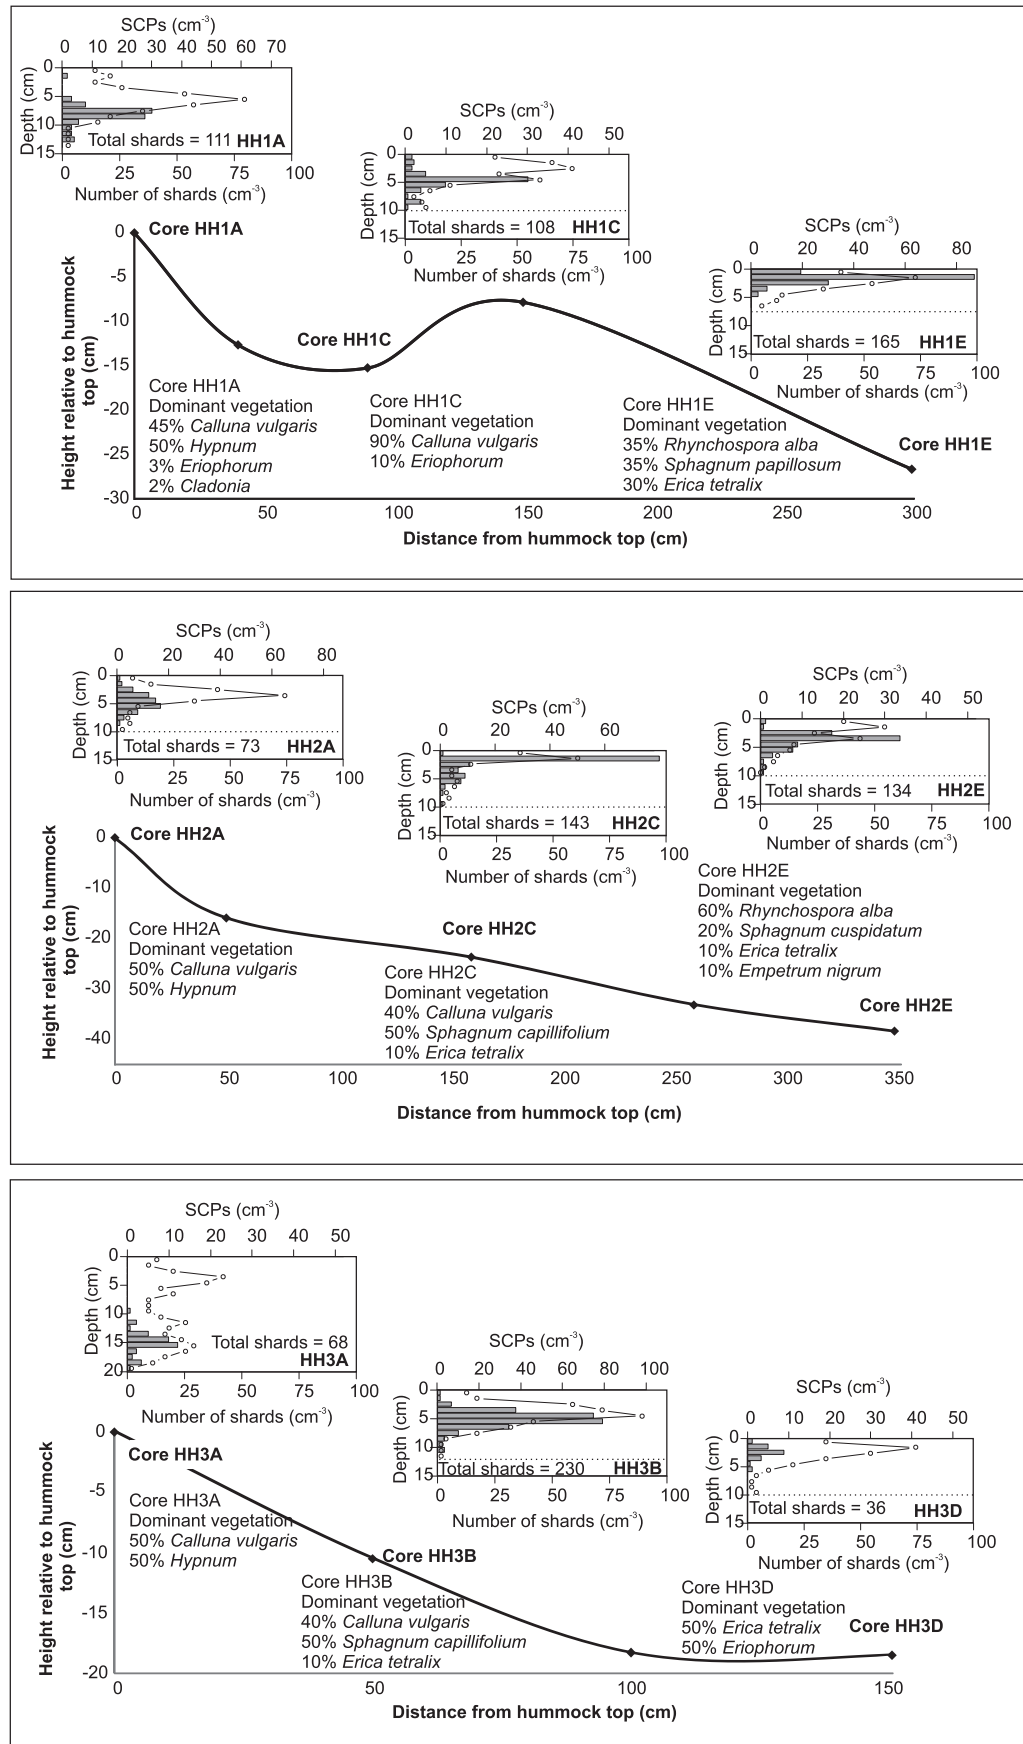 SCPs (cm-3)
0 10 20 30 40 50 60 70
0
5
10
15
Depth (cm)
Total shards = 111 HH1A
0 25 50 75 100
Number of shards (cm-3)
SCPs (cm-3)
0 10 20 30 40 50
0
5
10
15
Depth (cm)
Total shards = 108 HH1C
0 25 50 75 100
Number of shards (cm-3)
SCPs (cm-3)
0 20 40 60 80
0
5
10
15
Depth (cm)
Total shards = 165 HH1E
0 25 50 75 100
Number of shards (cm-3)
Height relative to hummock
top (cm)
0
-5
-10
-15
-20
-25
-30
Core HH1A
Core HH1C
Core HH1E
Core HH1A
Dominant vegetation
45% Calluna vulgaris
50% Hypnum
3% Eriophorum
2% Cladonia
Core HH1C
Dominant vegetation
90% Calluna vulgaris
10% Eriophorum
Core HH1E
Dominant vegetation
35% Rhynchospora alba
35% Sphagnum papillosum
30% Erica tetralix
0 50 100 150 200 250 300
Distance from hummock top (cm)
SCPs (cm-3)
0 20 40 60 80
0
5
10
15
Depth (cm)
Total shards = 73 HH2A
0 25 50 75 100
Number of shards (cm-3)
SCPs (cm-3)
0 20 40 60
0
5
10
15
Depth (cm)
Total shards = 143 HH2C
0 25 50 75 100
Number of shards (cm-3)
SCPs (cm-3)
0 10 20 30 40 50
0
5
10
15
Depth (cm)
Total shards = 134 HH2E
0 25 50 75 100
Number of shards (cm-3)
Height relative to hummock
top (cm)
0
-10
-20
-30
-40
Core HH2A
Core HH2C
Core HH2E
Core HH2A
Dominant vegetation
50% Calluna vulgaris
50% Hypnum
Core HH2C
Dominant vegetation
40% Calluna vulgaris
50% Sphagnum capillifolium
10% Erica tetralix
Core HH2E
Dominant vegetation
60% Rhynchospora alba
20% Sphagnum cuspidatum
10% Erica tetralix
10% Empetrum nigrum
0 50 100 150 200 250 300 350
Distance from hummock top (cm)
SCPs (cm-3)
0 10 20 30 40 50
0
5
10
15
20
Depth (cm)
Total shards = 68
HH3A
0 25 50 75 100
Number of shards (cm-3)
SCPs (cm-3)
0 20 40 60 80 100
0
5
10
15
Depth (cm)
Total shards = 230 HH3B
0 25 50 75 100
Number of shards (cm-3)
SCPs (cm-3)
0 10 20 30 40 50
0
5
10
15
Depth (cm)
Total shards = 36 HH3D
0 25 50 75 100
Number of shards (cm-3)
Height relative to hummock
top (cm)
0
-5
-10
-15
-20
Core HH3A
Core HH3B
Core HH3D
Core HH3A
Dominant vegetation
50% Calluna vulgaris
50% Hypnum
Core HH3B
Dominant vegetation
40% Calluna vulgaris
50% Sphagnum capillifolium
10% Erica tetralix
Core HH3D
Dominant vegetation
50% Erica tetralix
50% Eriophorum
0 50 100 150
Distance from hummock top (cm)